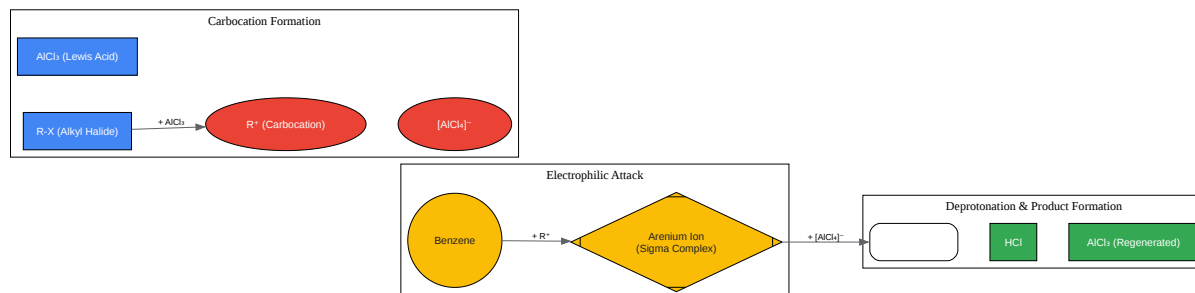 Carbocation Formation
AlCl₃ (Lewis Acid)
R-X (Alkyl Halide)
+ AlCl₃
R⁺ (Carbocation)
[AlCl₄]⁻
Electrophilic Attack
Benzene
+ R⁺
Arenium Ion
(Sigma Complex)
+ [AlCl₄]⁻
Deprotonation & Product Formation
HCl
AlCl₃ (Regenerated)